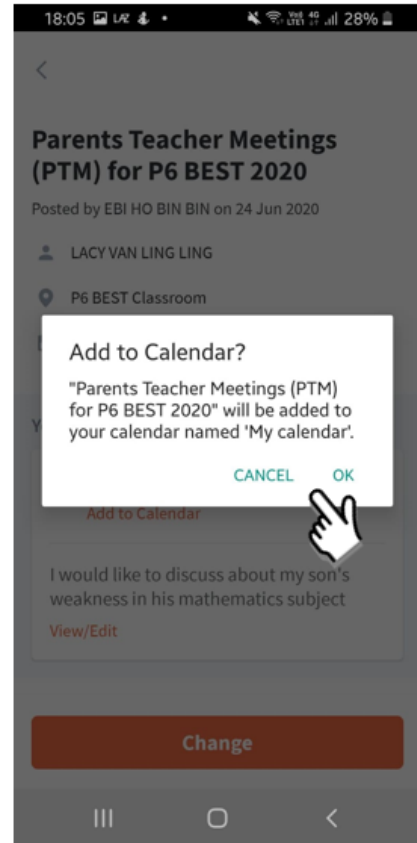 18:05 LAZ 28%
Parents Teacher Meetings
(PTM) for P6 BEST 2020
Posted by EBI HO BIN BIN on 24 Jun 2020
LACY VAN LING LING
P6 BEST Classroom
Add to Calendar?
"Parents Teacher Meetings (PTM)
for P6 BEST 2020" will be added to
your calendar named 'My calendar'.
CANCEL OK
Add to Calendar
I would like to discuss about my son's
weakness in his mathematics subject
View/Edit
Change